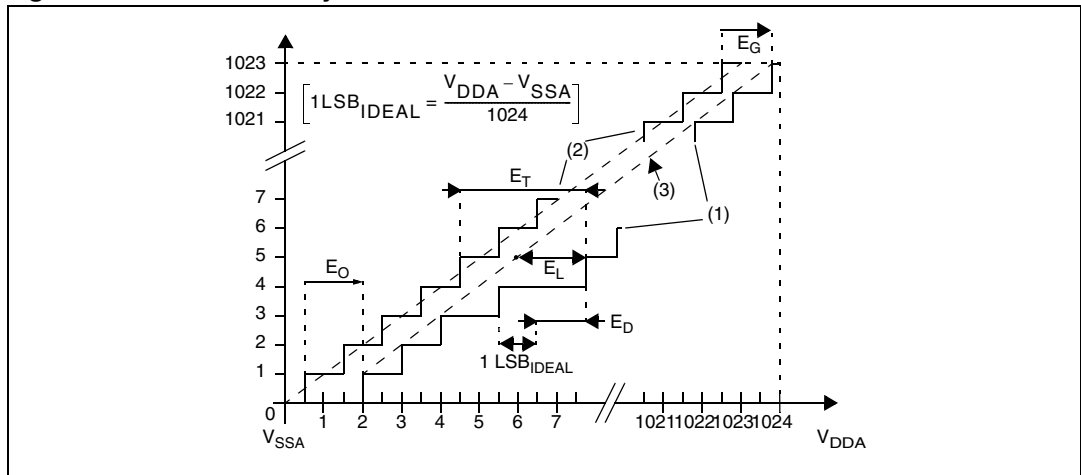 E_G
1023
1022
1021
[1LSB_IDEAL = (V_DDA – V_SSA) / 1024]
(2)
E_T
(3)
7
(1)
6
5
E_L
E_O
4
3
E_D
2
1 LSB_IDEAL
1
0
1 2 3 4 5 6 7 1021 1022 1023 1024
V_SSA
V_DDA